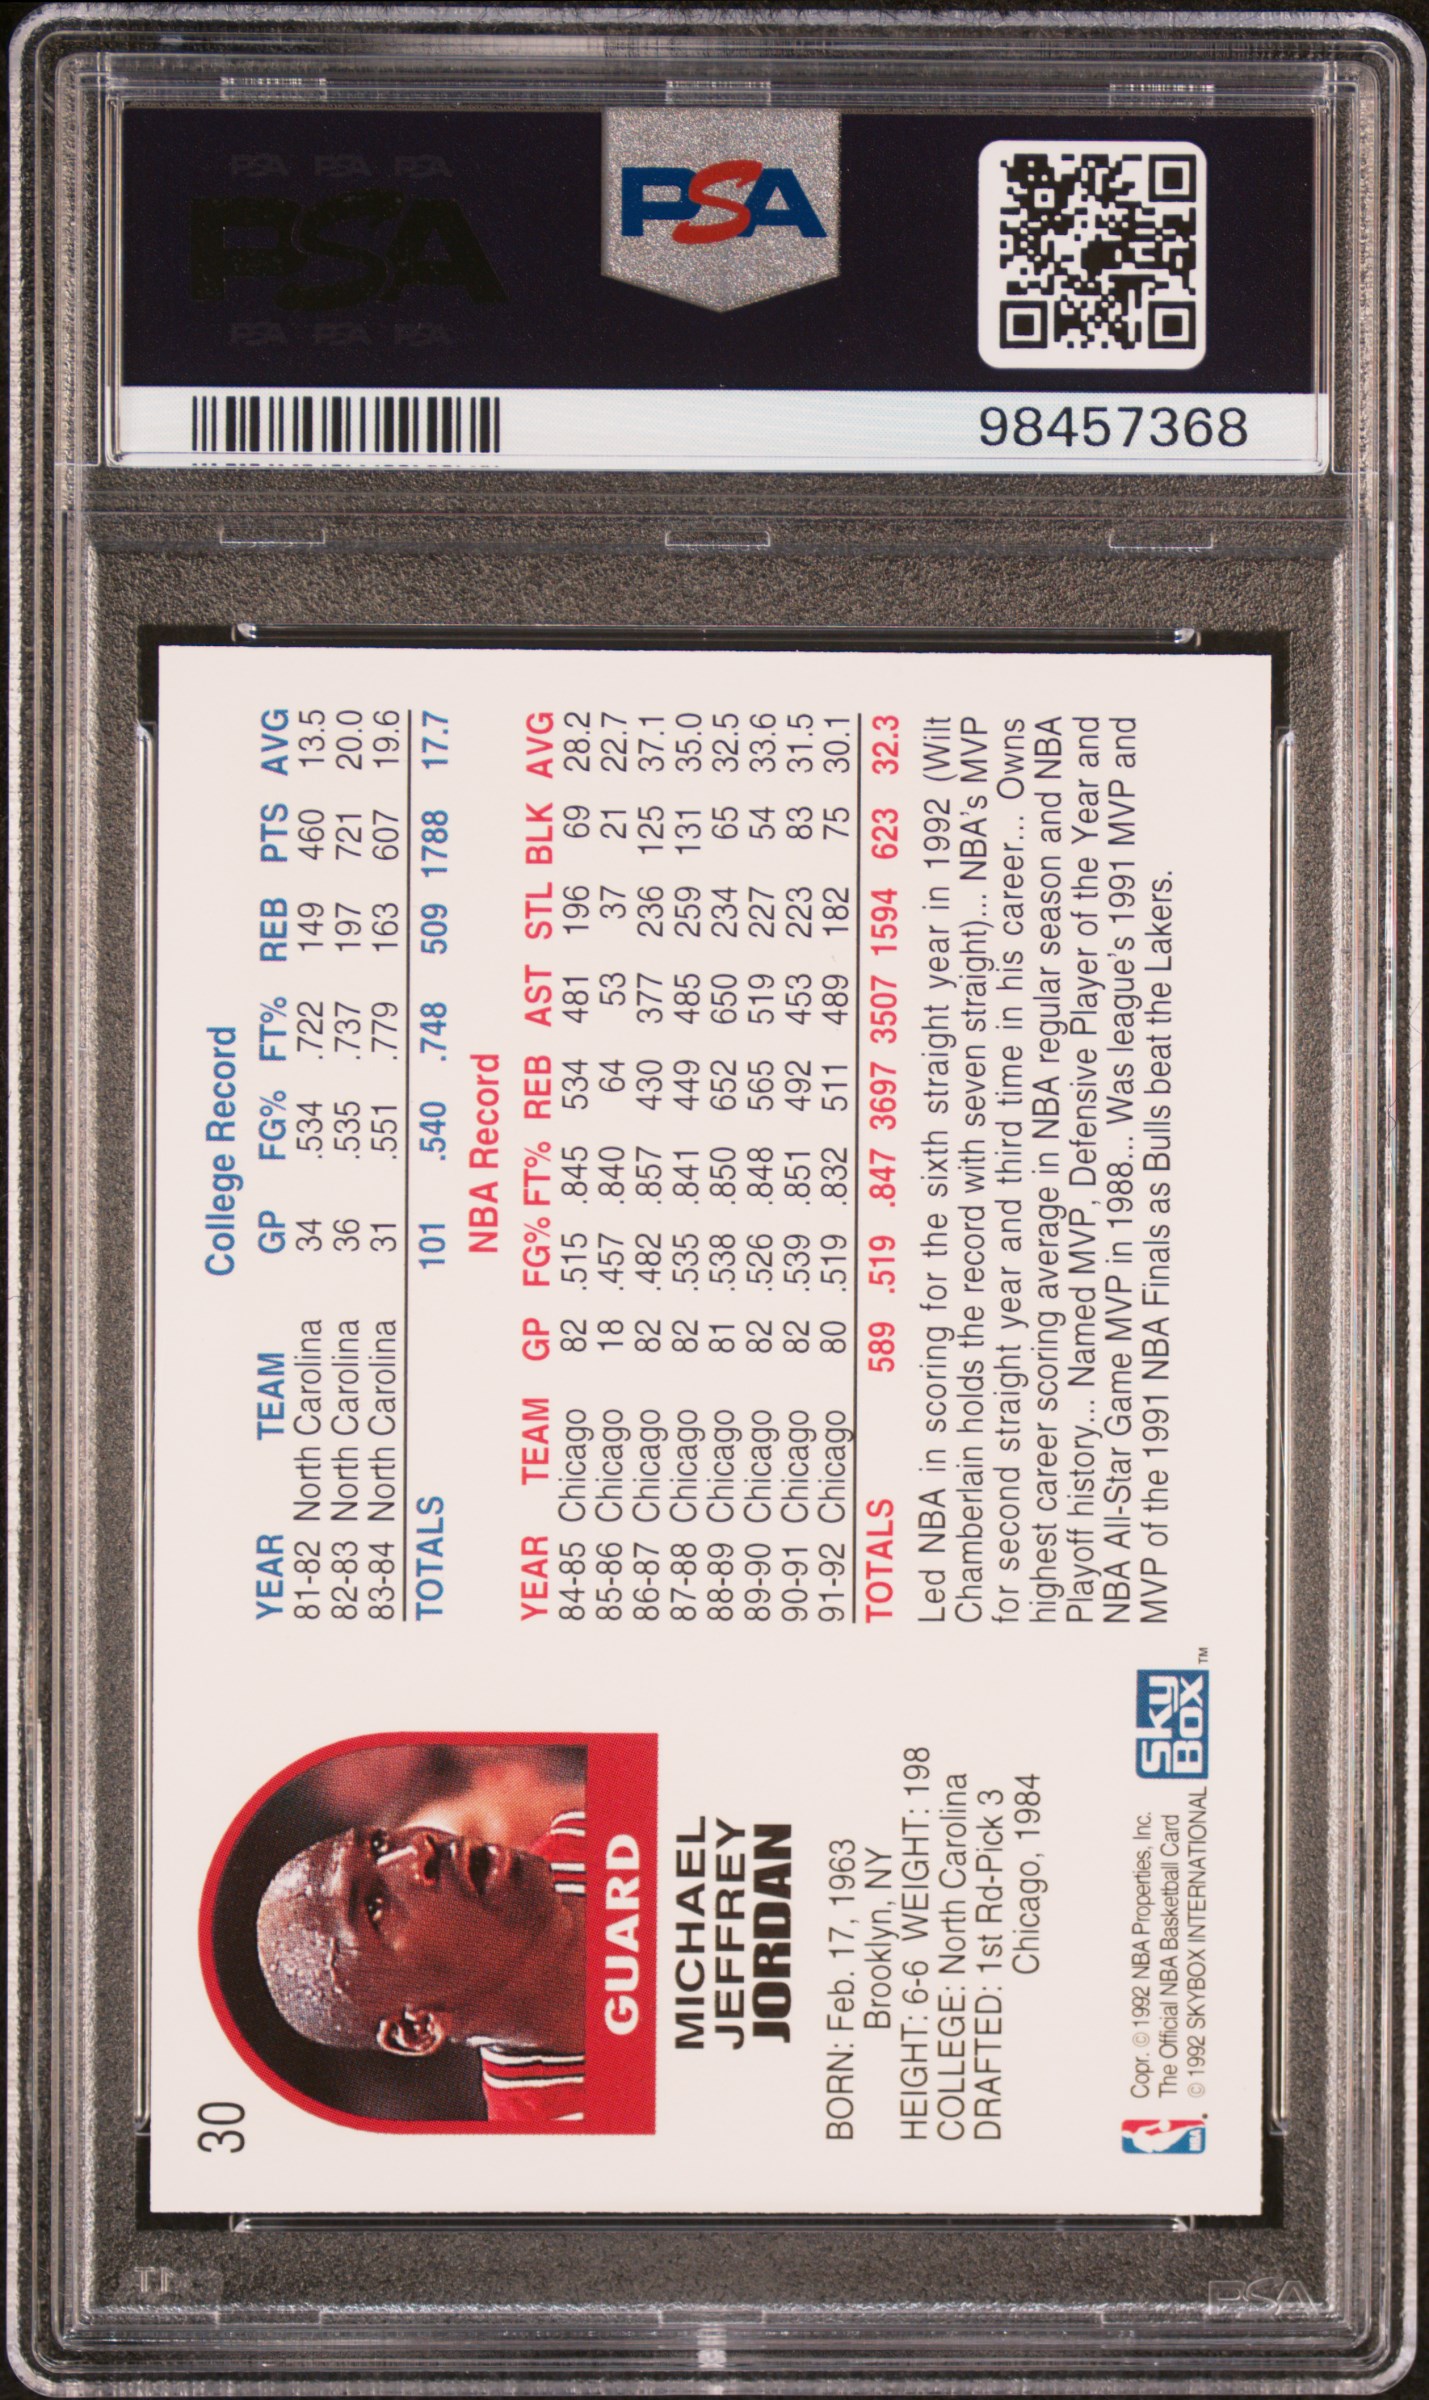 PSA PSA PSA
PSA
PSA PSA PSA
PSA
98457368
30
GUARD
MICHAEL
JEFFREY
JORDAN
BORN: Feb. 17, 1963
Brooklyn, NY
HEIGHT: 6-6 WEIGHT: 198
COLLEGE: North Carolina
DRAFTED: 1st Rd-Pick 3
Chicago, 1984
NBA
Copr. © 1992 NBA Properties, Inc.
The Official NBA Basketball Card
© 1992 SKYBOX INTERNATIONAL
Sky
Box TM
College Record
YEAR TEAM GP FG% FT% REB PTS AVG
81-82 North Carolina 34 .534 .722 149 460 13.5
82-83 North Carolina 36 .535 .737 197 721 20.0
83-84 North Carolina 31 .551 .779 163 607 19.6
TOTALS 101 .540 .748 509 1788 17.7
NBA Record
YEAR TEAM GP FG% FT% REB AST STL BLK AVG
84-85 Chicago 82 .515 .845 534 481 196 69 28.2
85-86 Chicago 18 .457 .840 64 53 37 21 22.7
86-87 Chicago 82 .482 .857 430 377 236 125 37.1
87-88 Chicago 82 .535 .841 449 485 259 131 35.0
88-89 Chicago 81 .538 .850 652 650 234 65 32.5
89-90 Chicago 82 .526 .848 565 519 227 54 33.6
90-91 Chicago 82 .539 .851 492 453 223 83 31.5
91-92 Chicago 80 .519 .832 511 489 182 75 30.1
TOTALS 589 .519 .847 3697 3507 1594 623 32.3
Led NBA in scoring for the sixth straight year in 1992 (Wilt
Chamberlain holds the record with seven straight)... NBA's MVP
for second straight year and third time in his career... Owns
highest career scoring average in NBA regular season and NBA
Playoff history... Named MVP, Defensive Player of the Year and
NBA All-Star Game MVP in 1988... Was league's 1991 MVP and
MVP of the 1991 NBA Finals as Bulls beat the Lakers.
PSA